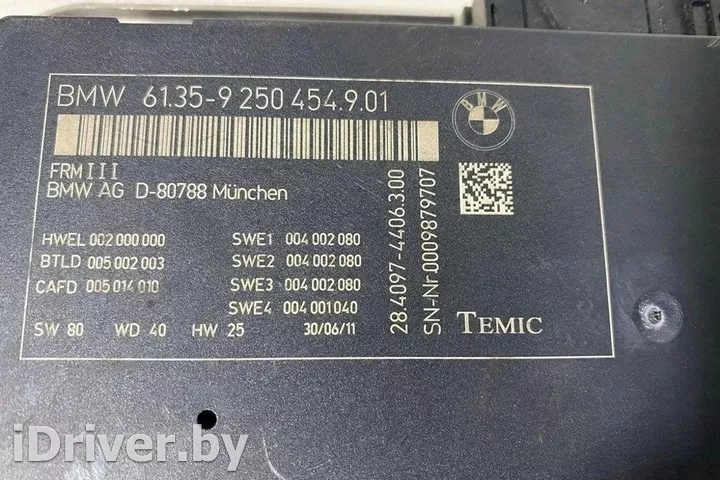 BMW 61.35-9 250 454.9.01
BMW
FRM III
BMW AG D-80788 München
HWEL 002 000 000
BTLD 005 002 003
CAFD 005 014 010
SWE1 004 002 080
SWE2 004 002 080
SWE3 004 002 080
SWE4 004 001 040
SW 80 WD 40 HW 25 30/06/11
28.4097-4406.3.00
SN-Nr.0009879707
TEMIC
iDriver.by